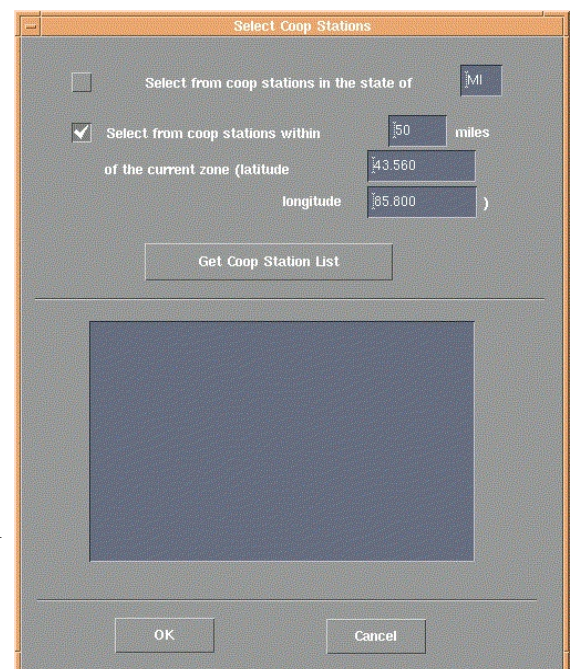 Select Coop Stations
Select from coop stations in the state of MI
Select from coop stations within 50 miles
of the current zone (latitude 43.560
longitude 85.800 )
Get Coop Station List
OK Cancel